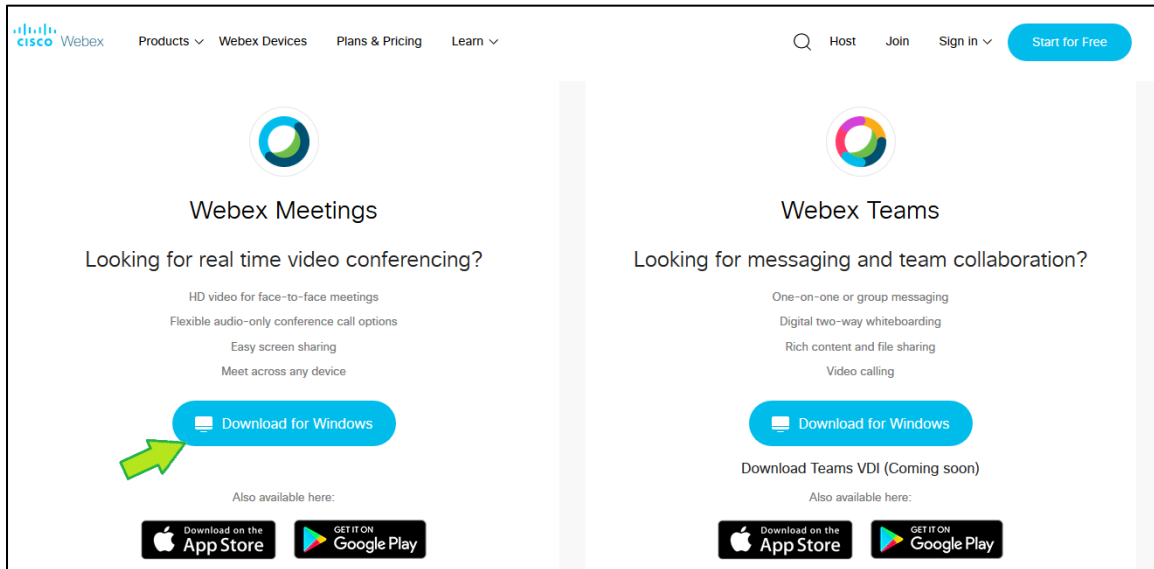 CISCO Webex Products Webex Devices Plans & Pricing Learn Host Join Sign in Start for Free
Webex Meetings
Looking for real time video conferencing?
HD video for face-to-face meetings
Flexible audio-only conference call options
Easy screen sharing
Meet across any device
Download for Windows
Also available here:
Download on the
App Store
GET IT ON
Google Play
Webex Teams
Looking for messaging and team collaboration?
One-on-one or group messaging
Digital two-way whiteboarding
Rich content and file sharing
Video calling
Download for Windows
Download Teams VDI (Coming soon)
Also available here:
Download on the
App Store
GET IT ON
Google Play